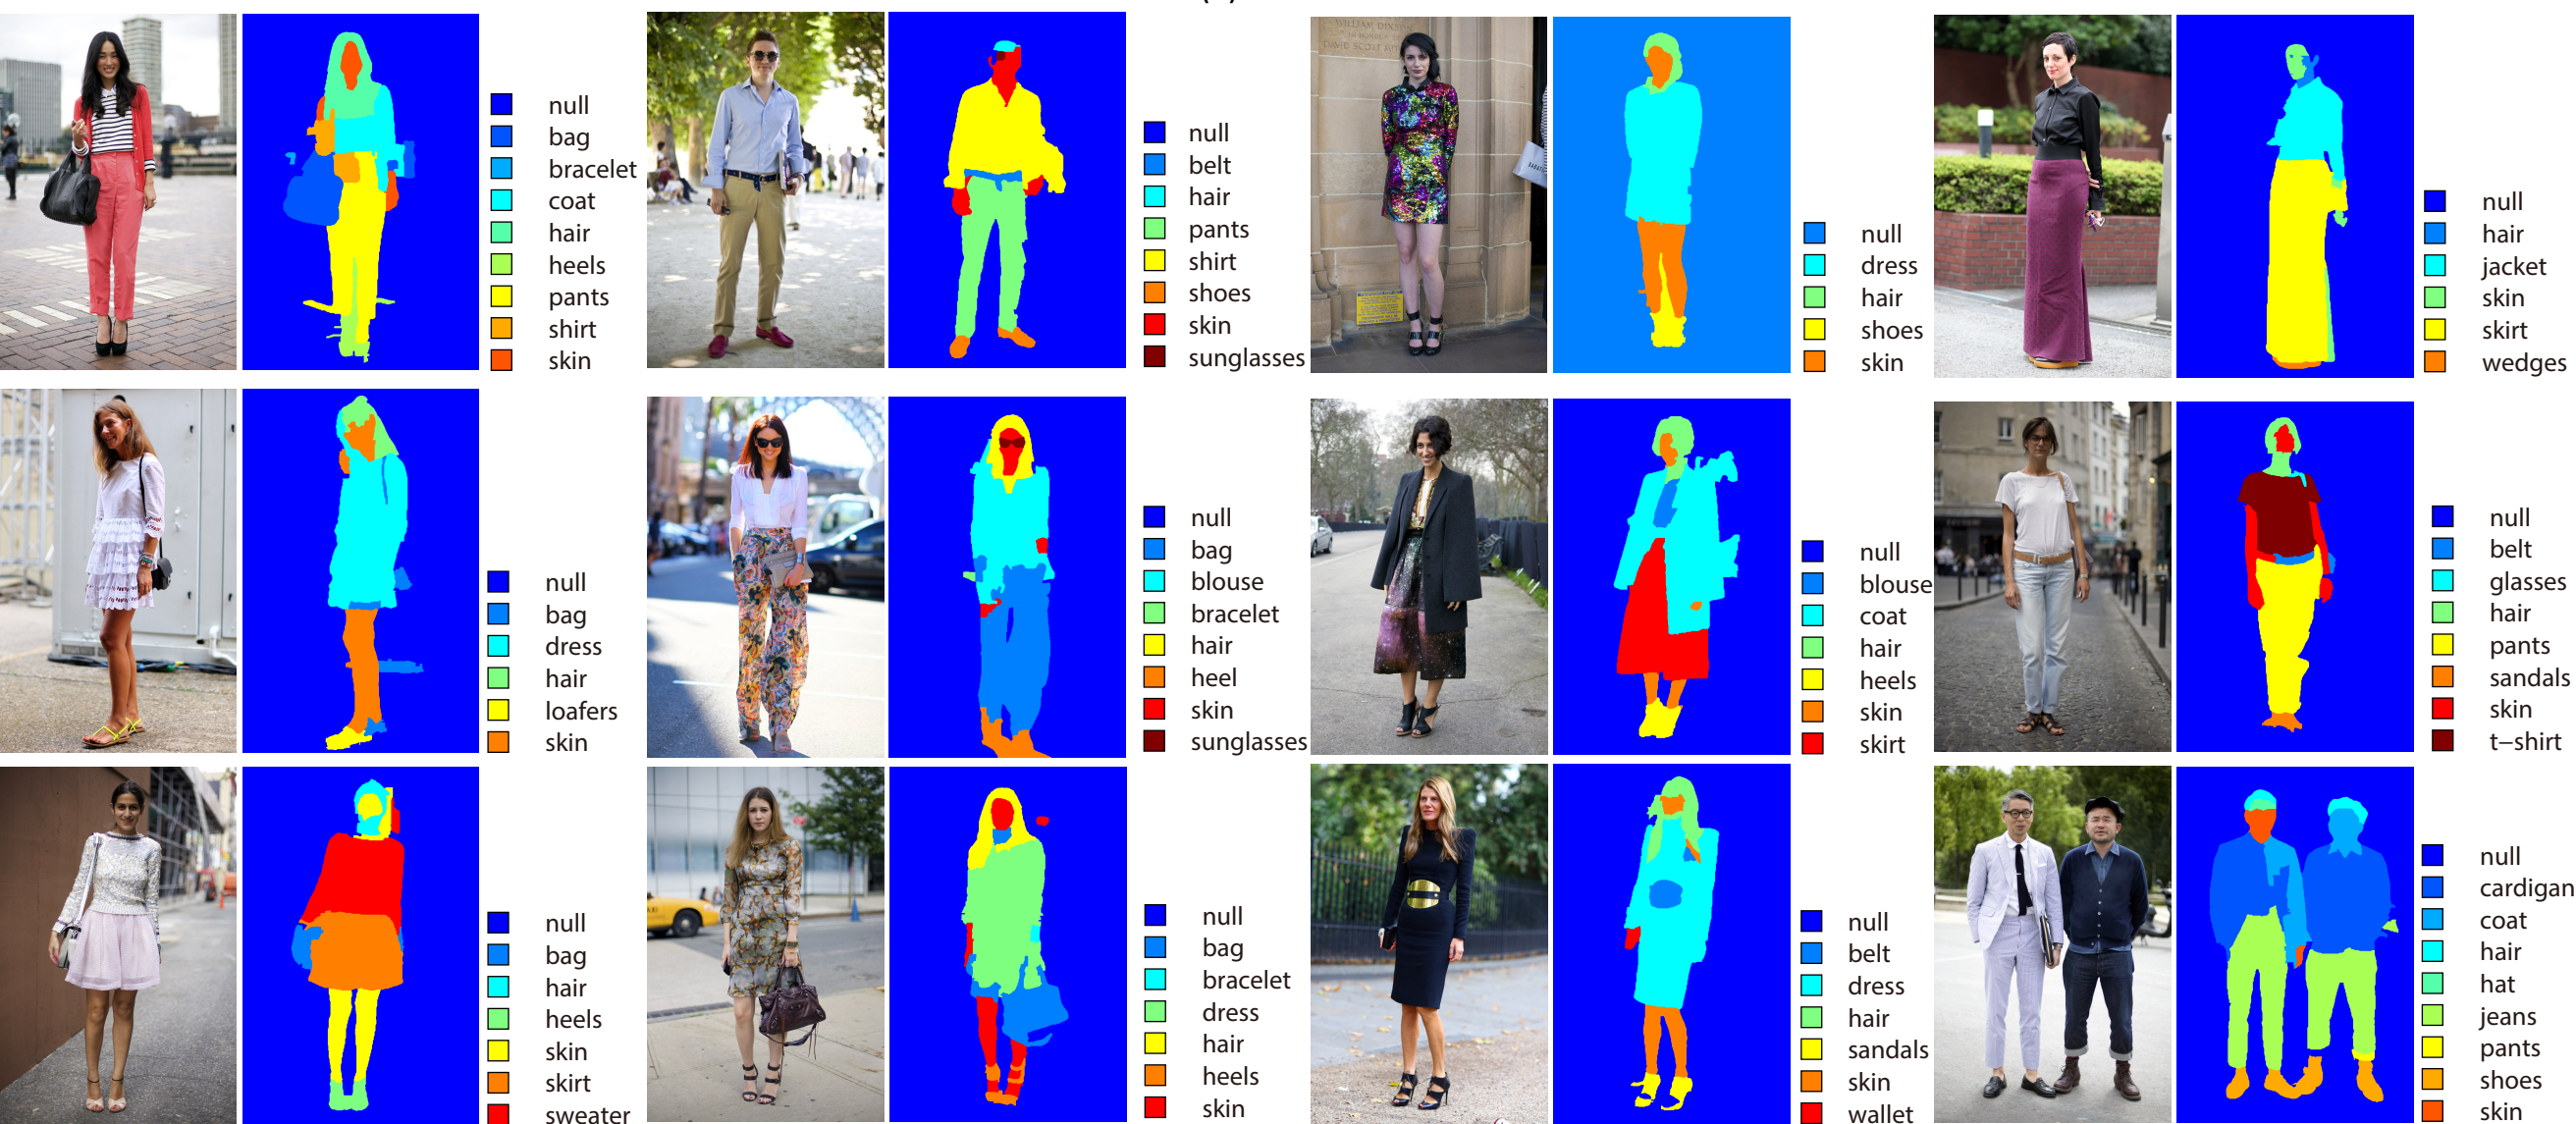 null
bag
bracelet
coat
hair
heels
pants
shirt
skin
null
belt
hair
pants
shirt
shoes
skin
sunglasses
WILLIAM DIXSON
DAVID SCOTT
null
dress
hair
shoes
skin
null
hair
jacket
skin
skirt
wedges
null
bag
dress
hair
loafers
skin
null
bag
blouse
bracelet
hair
heel
skin
sunglasses
null
blouse
coat
hair
heels
skin
skirt
null
belt
glasses
hair
pants
sandals
skin
t−shirt
null
bag
hair
heels
skin
skirt
sweater
null
bag
bracelet
dress
hair
heels
skin
null
belt
dress
hair
sandals
skin
wallet
null
cardigan
coat
hair
hat
jeans
pants
shoes
skin